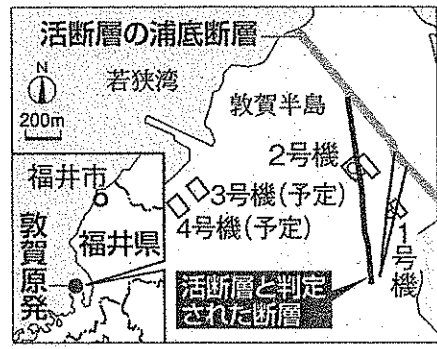 活断層の浦底断層
N
200m
若狭湾
敦賀半島
2号機
3号機(予定)
4号機(予定)
1号機
福井市
福井県
敦賀原発
活断層と判定
された断層